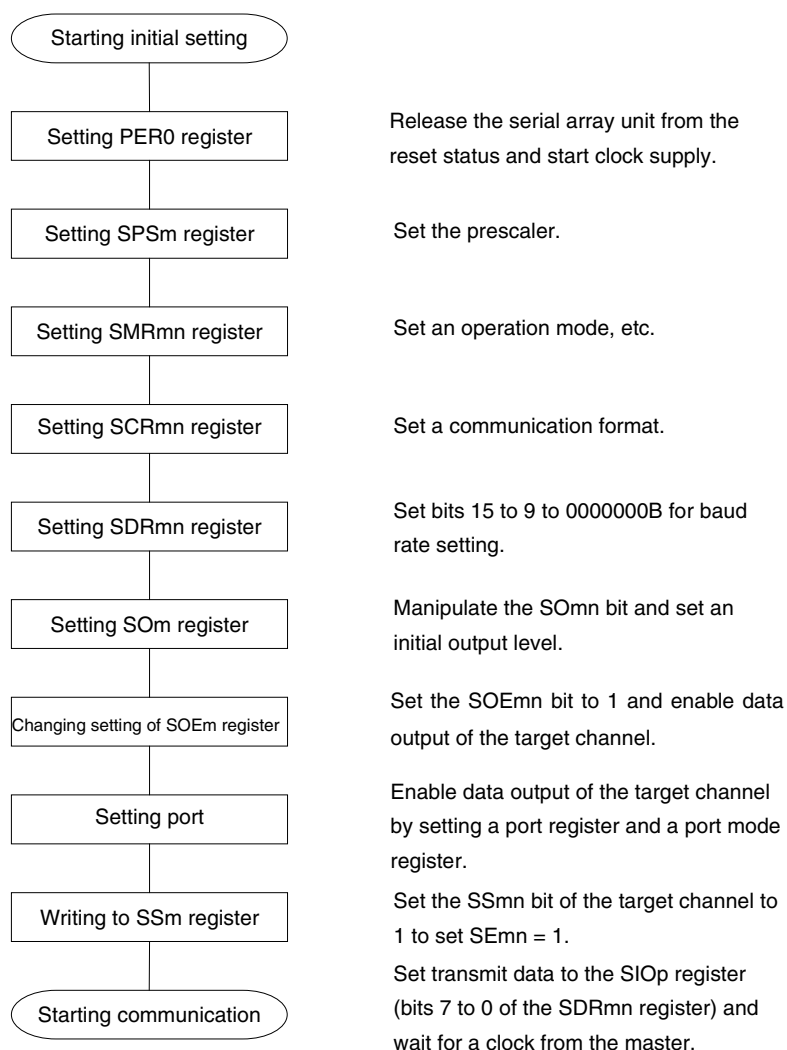 Starting initial setting
Setting PER0 register
Release the serial array unit from the
reset status and start clock supply.
Setting SPSm register
Set the prescaler.
Setting SMRmn register
Set an operation mode, etc.
Setting SCRmn register
Set a communication format.
Setting SDRmn register
Set bits 15 to 9 to 0000000B for baud
rate setting.
Setting SOm register
Manipulate the SOmn bit and set an
initial output level.
Changing setting of SOEm register
Set the SOEmn bit to 1 and enable data
output of the target channel.
Setting port
Enable data output of the target channel
by setting a port register and a port mode
register.
Writing to SSm register
Set the SSmn bit of the target channel to
1 to set SEmn = 1.
Starting communication
Set transmit data to the SIOp register
(bits 7 to 0 of the SDRmn register) and
wait for a clock from the master.